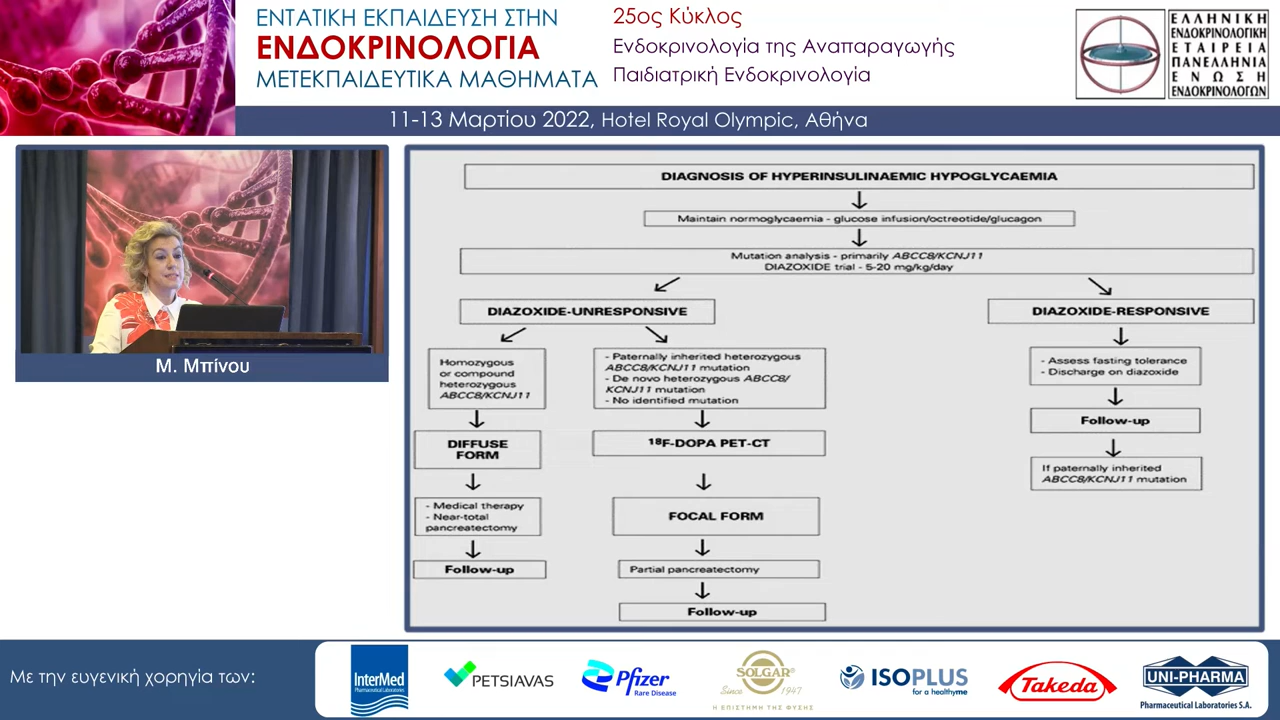 ΕΝΤΑΤΙΚΗ ΕΚΠΑΙΔΕΥΣΗ ΣΤΗΝ
ΕΝΔΟΚΡΙΝΟΛΟΓΙΑ
ΜΕΤΕΚΠΑΙΔΕΥΤΙΚΑ ΜΑΘΗΜΑΤΑ
25ος Κύκλος
Ενδοκρινολογία της Αναπαραγωγής
Παιδιατρική Ενδοκρινολογία
ΕΛΛΗΝΙΚΗ
ΕΝΔΟΚΡΙΝΟΛΟΓΙΚΗ
ΕΤΑΙΡΕΙΑ
ΠΑΝΕΛΛΗΝΙΑ
ΕΝΩΣΗ
ΕΝΔΟΚΡΙΝΟΛΟΓΩΝ
11-13 Μαρτίου 2022, Hotel Royal Olympic, Αθήνα
Μ. Μπίνου
DIAGNOSIS OF HYPERINSULINAEMIC HYPOGLYCAEMIA
Maintain normoglycaemia - glucose infusion/octreotide/glucagon
Mutation analysis - primarily ABCC8/KCNJ11
DIAZOXIDE trial - 5-20 mg/kg/day
DIAZOXIDE-UNRESPONSIVE
Homozygous
or compound
heterozygous
ABCC8/KCNJ11
DIFFUSE
FORM
- Medical therapy
- Near-total
pancreatectomy
Follow-up
- Paternally inherited heterozygous
ABCC8/KCNJ11 mutation
- De novo heterozygous ABCC8/
KCNJ11 mutation
- No identified mutation
¹⁸F-DOPA PET-CT
FOCAL FORM
Partial pancreatectomy
Follow-up
DIAZOXIDE-RESPONSIVE
- Assess fasting tolerance
- Discharge on diazoxide
Follow-up
If paternally inherited
ABCC8/KCNJ11 mutation
Με την ευγενική χορηγία των:
InterMed
Pharmaceutical Laboratories
PETSIAVAS
Pfizer
Rare Disease
SOLGAR®
Since 1947
Η ΕΠΙΣΤΗΜΗ ΤΗΣ ΦΥΣΗΣ
ISOPLUS
for a healthyme
Takeda
UNI-PHARMA
Pharmaceutical Laboratories S.A.